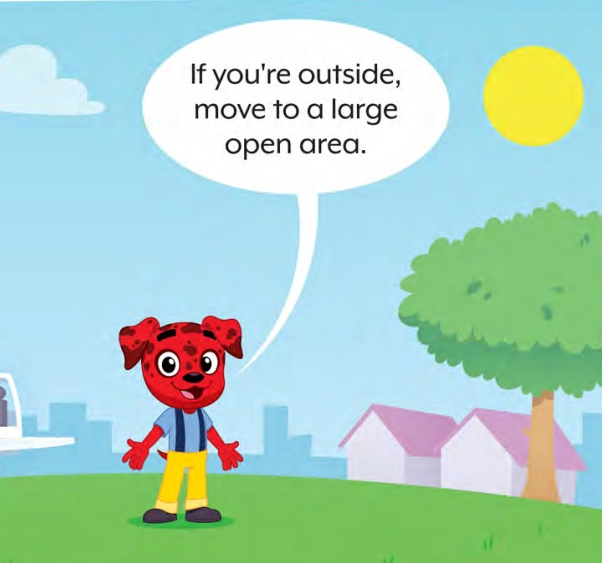 If you're outside,
move to a large
open area.